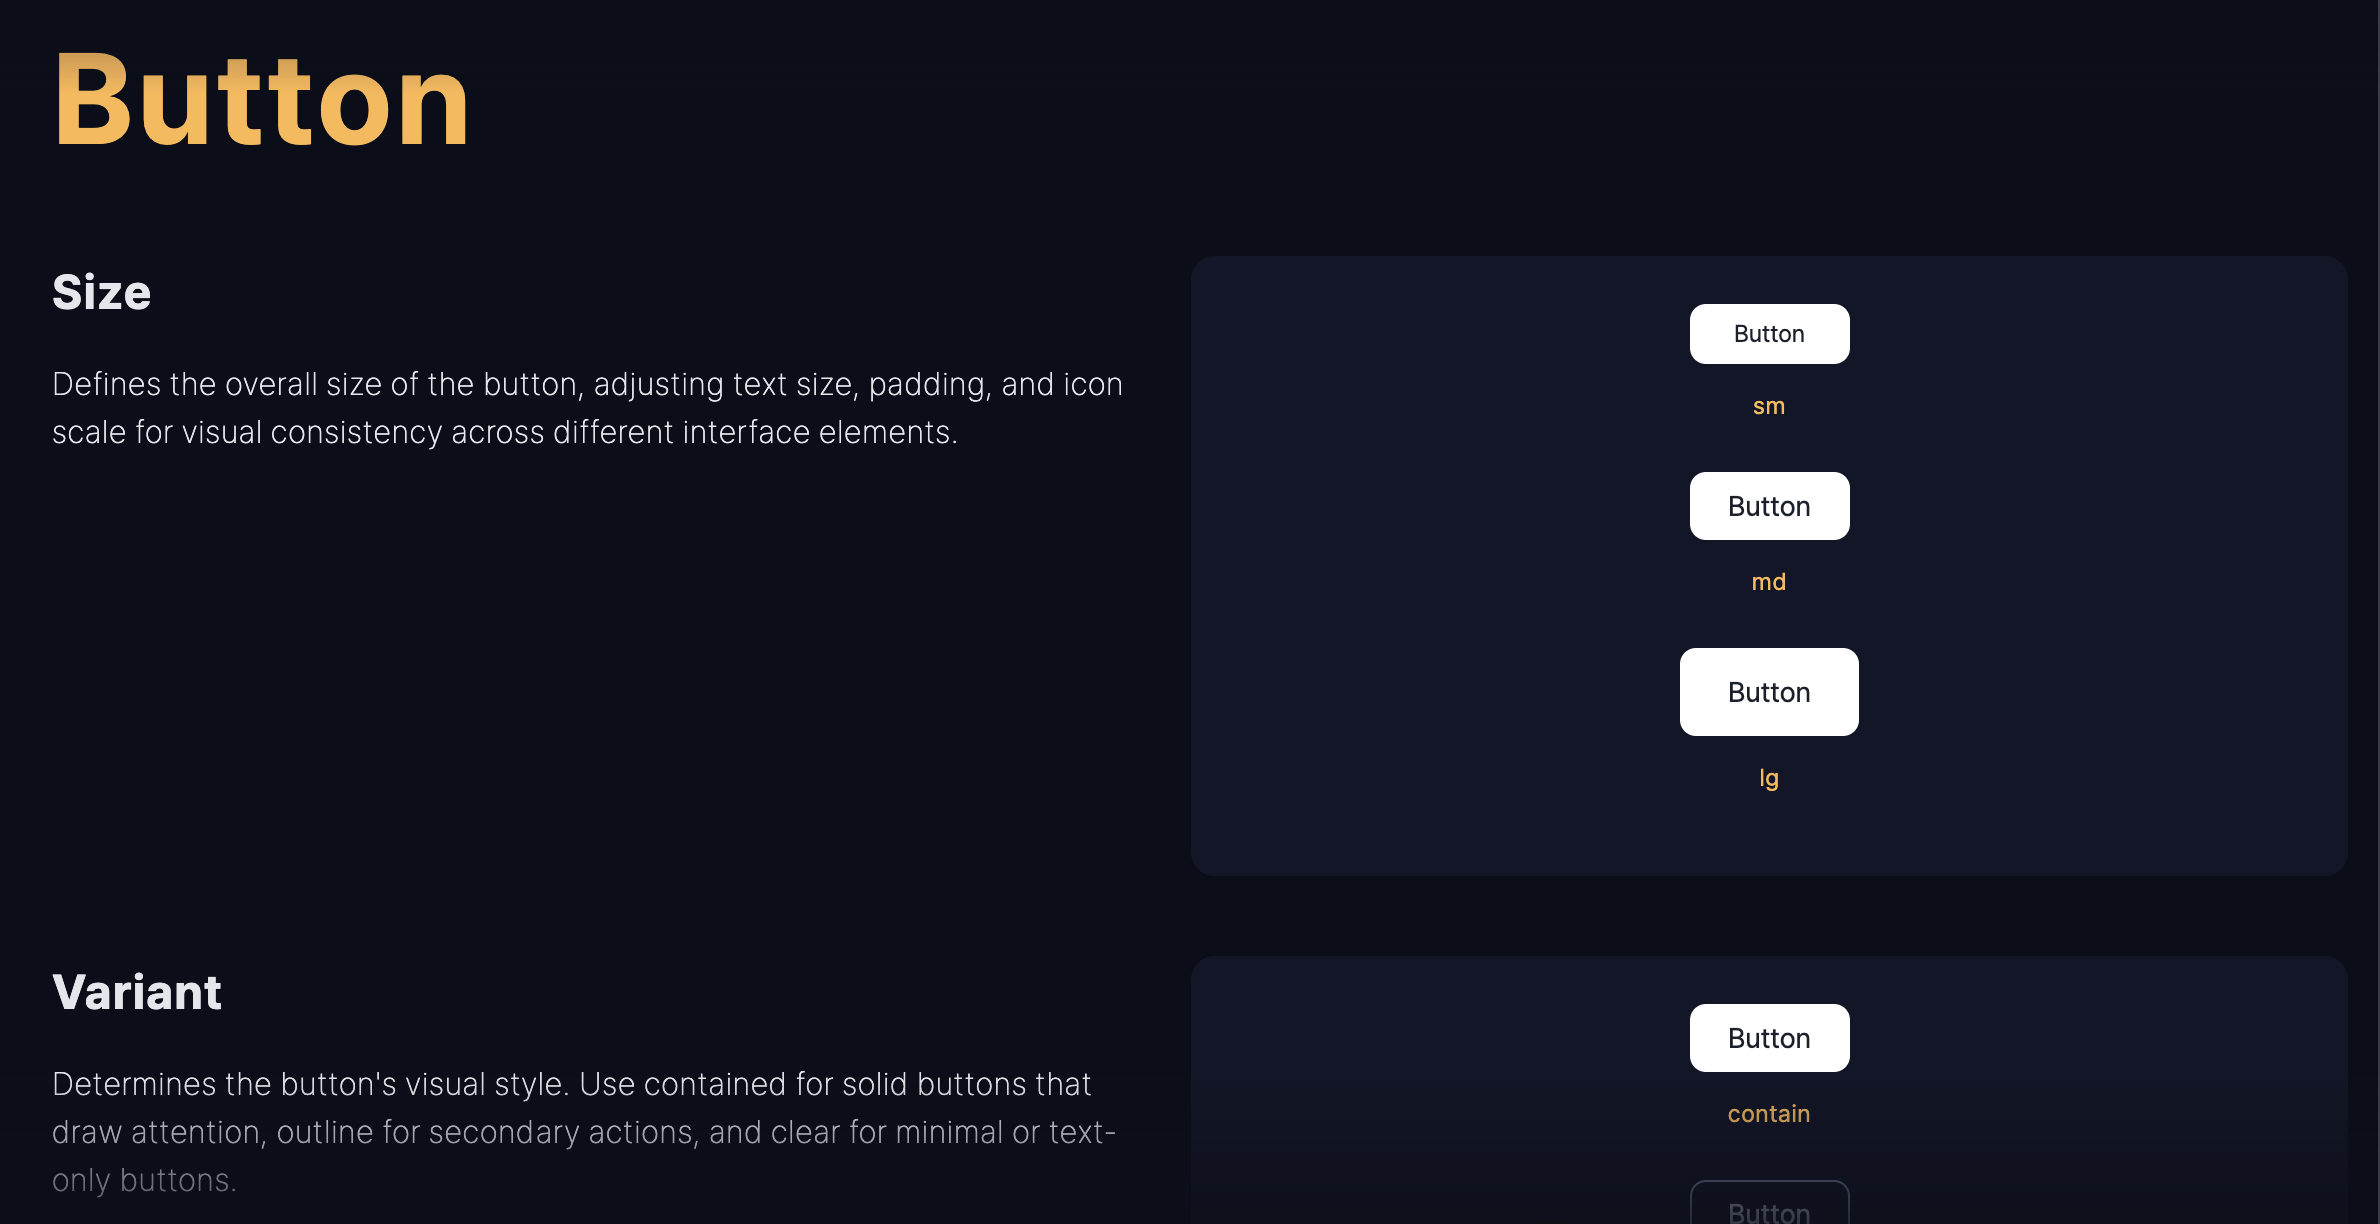 Button
Size
Defines the overall size of the button, adjusting text size, padding, and icon
scale for visual consistency across different interface elements.
Button
sm
Button
md
Button
lg
Variant
Determines the button's visual style. Use contained for solid buttons that
draw attention, outline for secondary actions, and clear for minimal or text-
only buttons.
Button
contain
Button